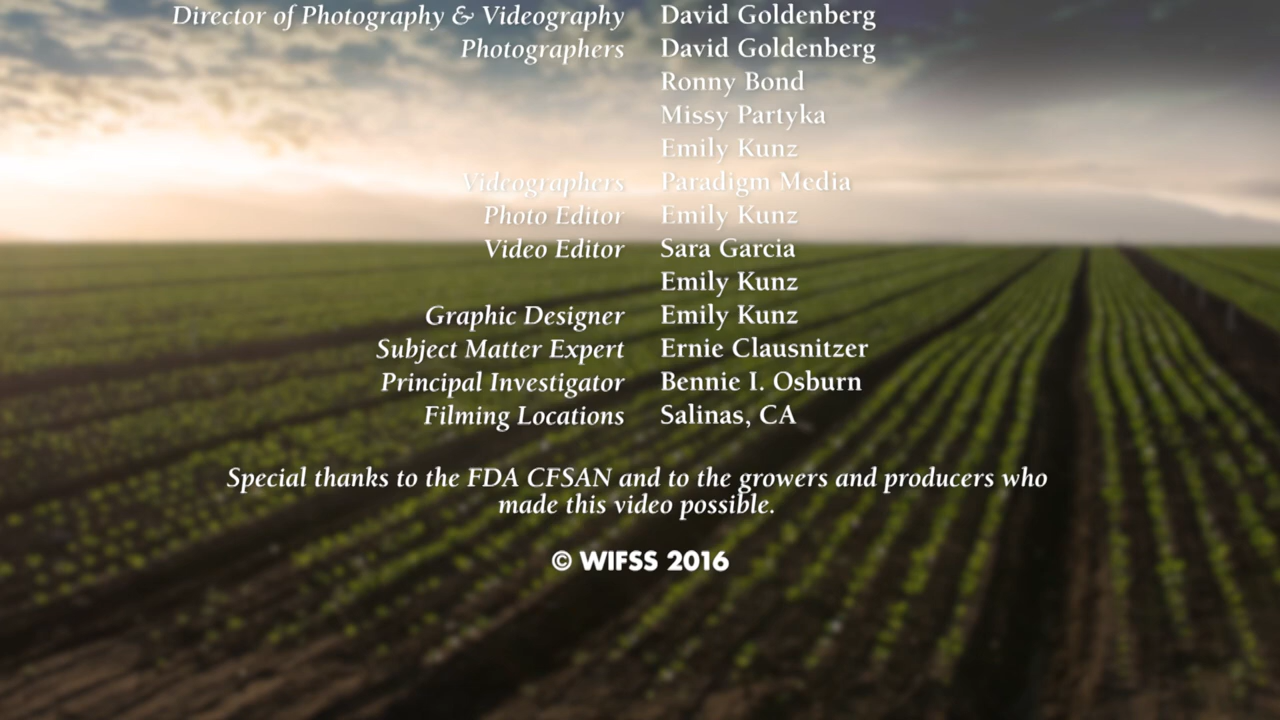 Director of Photography & Videography David Goldenberg
Photographers David Goldenberg
Ronny Bond
Missy Partyka
Emily Kunz
Videographers Paradigm Media
Photo Editor Emily Kunz
Video Editor Sara Garcia
Emily Kunz
Graphic Designer Emily Kunz
Subject Matter Expert Ernie Clausnitzer
Principal Investigator Bennie I. Osburn
Filming Locations Salinas, CA
Special thanks to the FDA CFSAN and to the growers and producers who
made this video possible.
© WIFSS 2016